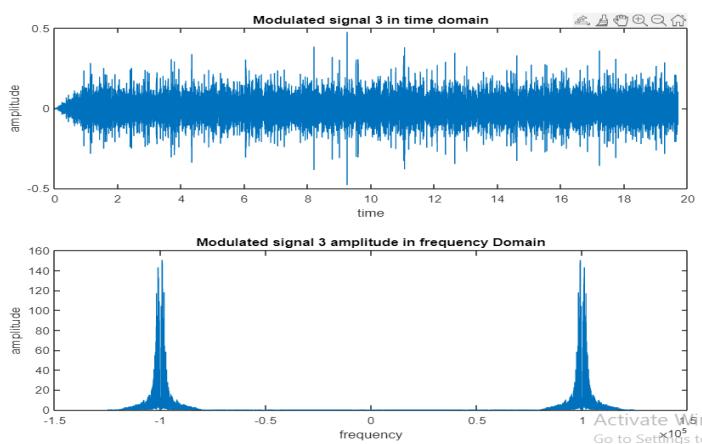 Modulated signal 3 in time domain
0.5
0
-0.5
amplitude
0 2 4 6 8 10 12 14 16 18 20
time
Modulated signal 3 amplitude in frequency Domain
160
140
120
100
80
60
40
20
0
amplitude
-1.5 -1 -0.5 0 0.5 1 1.5
×10⁵
frequency
Activate Wi
Go to Settings t